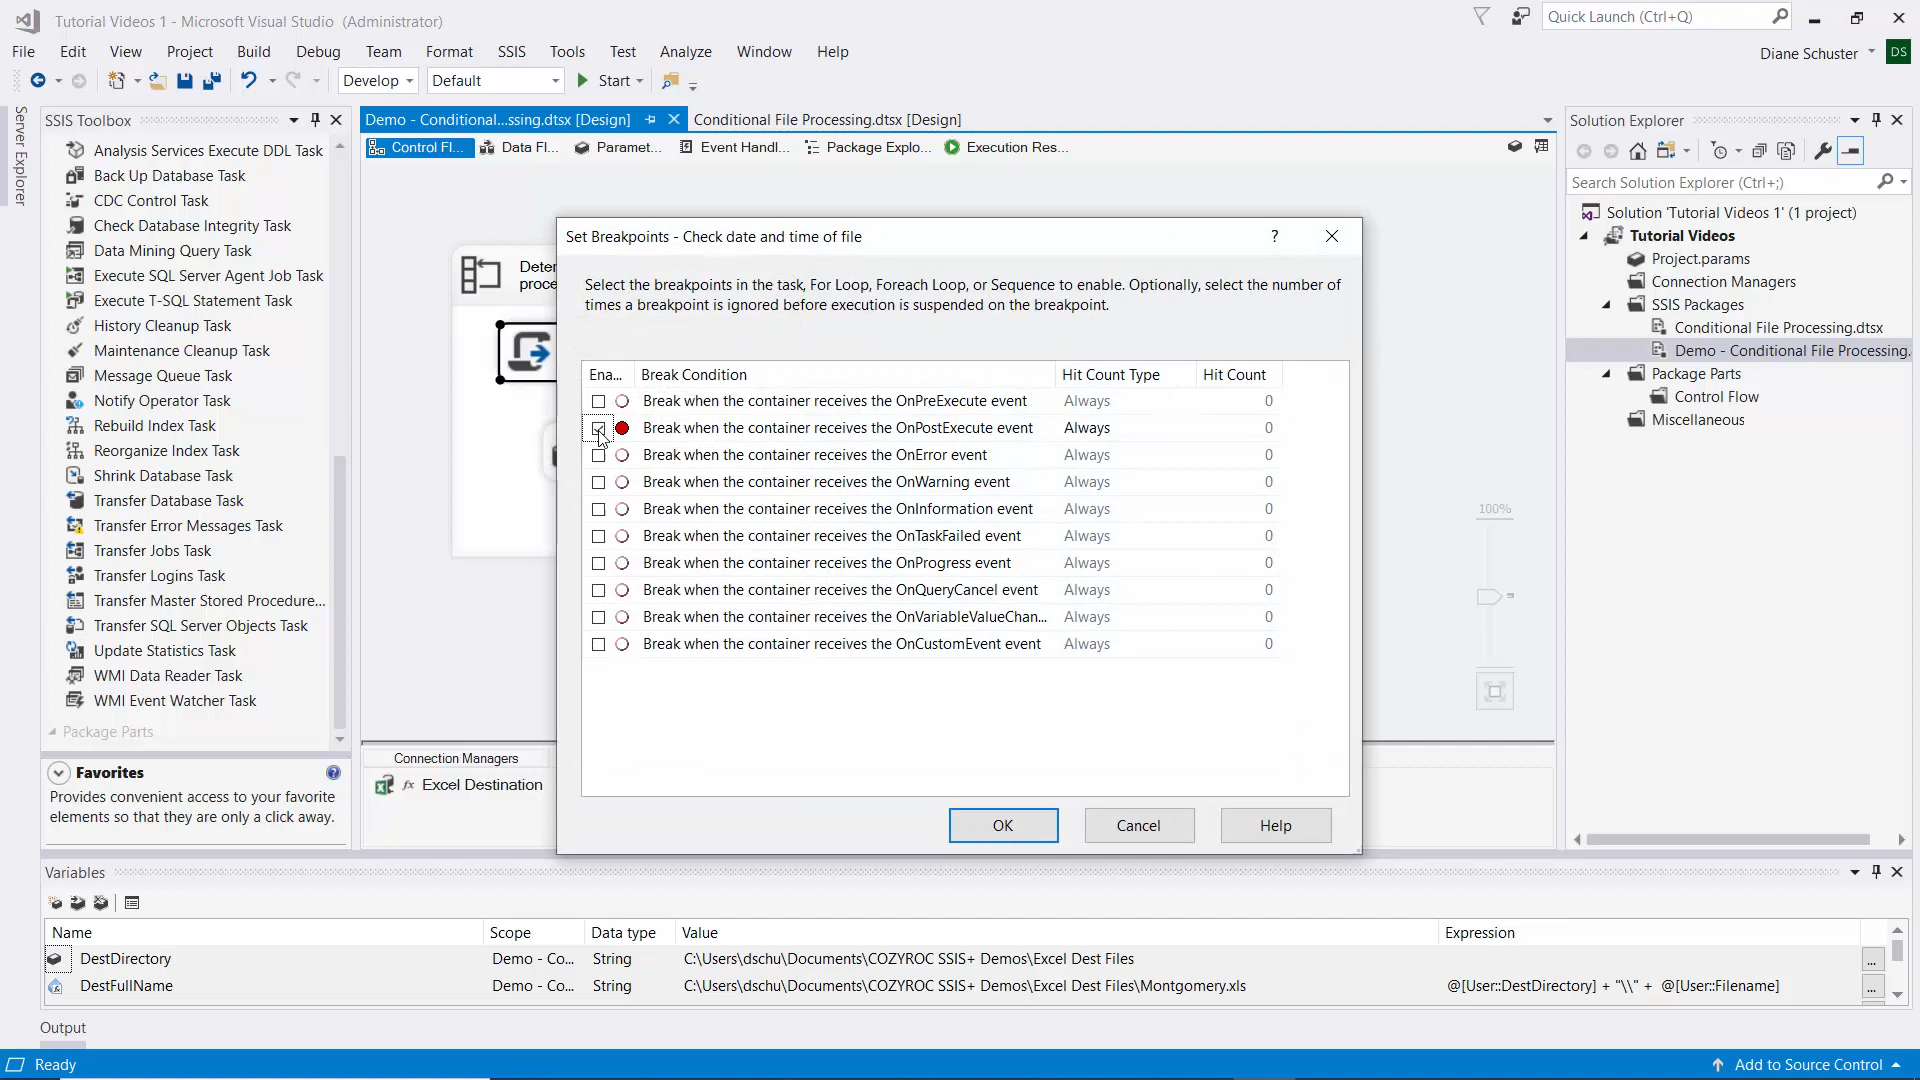 Tutorial Videos 1 - Microsoft Visual Studio (Administrator)
Quick Launch (Ctrl+Q)
File Edit View Project Build Debug Team Format SSIS Tools Test Analyze Window Help
Diane Schuster DS
Develop Default Start
Server Explorer
SSIS Toolbox
Analysis Services Execute DDL Task
Back Up Database Task
CDC Control Task
Check Database Integrity Task
Data Mining Query Task
Execute SQL Server Agent Job Task
Execute T-SQL Statement Task
History Cleanup Task
Maintenance Cleanup Task
Message Queue Task
Notify Operator Task
Rebuild Index Task
Reorganize Index Task
Shrink Database Task
Transfer Database Task
Transfer Error Messages Task
Transfer Jobs Task
Transfer Logins Task
Transfer Master Stored Procedure...
Transfer SQL Server Objects Task
Update Statistics Task
WMI Data Reader Task
WMI Event Watcher Task
Package Parts
Favorites
Provides convenient access to your favorite
elements so that they are only a click away.
Demo - Conditional...ssing.dtsx [Design]
Conditional File Processing.dtsx [Design]
Control Fl... Data Fl... Paramet... Event Handl... Package Explo... Execution Res...
Deter
proce
100%
Connection Managers
fx Excel Destination
Set Breakpoints - Check date and time of file
?
Select the breakpoints in the task, For Loop, Foreach Loop, or Sequence to enable. Optionally, select the number of
times a breakpoint is ignored before execution is suspended on the breakpoint.
Ena... Break Condition Hit Count Type Hit Count
Break when the container receives the OnPreExecute event Always 0
Break when the container receives the OnPostExecute event Always 0
Break when the container receives the OnError event Always 0
Break when the container receives the OnWarning event Always 0
Break when the container receives the OnInformation event Always 0
Break when the container receives the OnTaskFailed event Always 0
Break when the container receives the OnProgress event Always 0
Break when the container receives the OnQueryCancel event Always 0
Break when the container receives the OnVariableValueChan... Always 0
Break when the container receives the OnCustomEvent event Always 0
OK Cancel Help
Solution Explorer
Search Solution Explorer (Ctrl+;)
Solution 'Tutorial Videos 1' (1 project)
Tutorial Videos
Project.params
Connection Managers
SSIS Packages
Conditional File Processing.dtsx
Demo - Conditional File Processing.
Package Parts
Control Flow
Miscellaneous
Variables
Name Scope Data type Value Expression
DestDirectory Demo - Co... String C:\Users\dschu\Documents\COZYROC SSIS+ Demos\Excel Dest Files ...
DestFullName Demo - Co... String C:\Users\dschu\Documents\COZYROC SSIS+ Demos\Excel Dest Files\Montgomery.xls @[User::DestDirectory] + "\\" + @[User::Filename] ...
Output
Ready
Add to Source Control